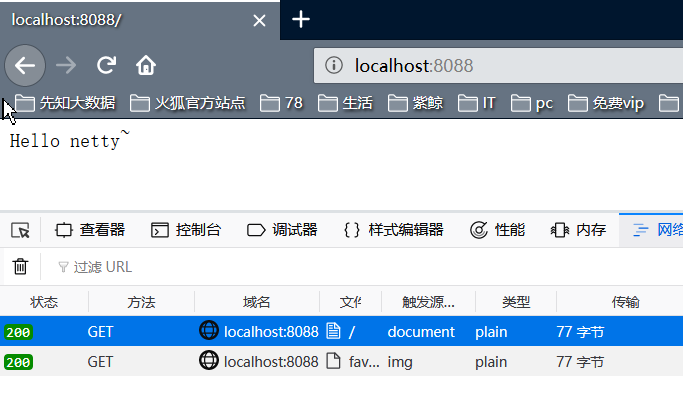 localhost:8088/
localhost:8088
先知大数据 火狐官方站点 78 生活 紫鲸 IT pc 免费vip
Hello netty~
查看器 控制台 调试器 {} 样式编辑器 性能 内存 网络
过滤 URL
状态 方法 域名 文件 触发源... 类型 传输
200 GET localhost:8088 / document plain 77 字节
200 GET localhost:8088 fav... img plain 77 字节